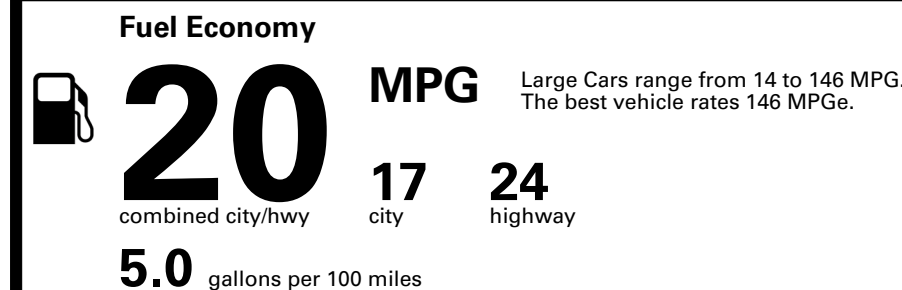 Fuel Economy
20 MPG
Large Cars range from 14 to 146 MPG.
The best vehicle rates 146 MPGe.
combined city/hwy
17 city
24 highway
5.0 gallons per 100 miles